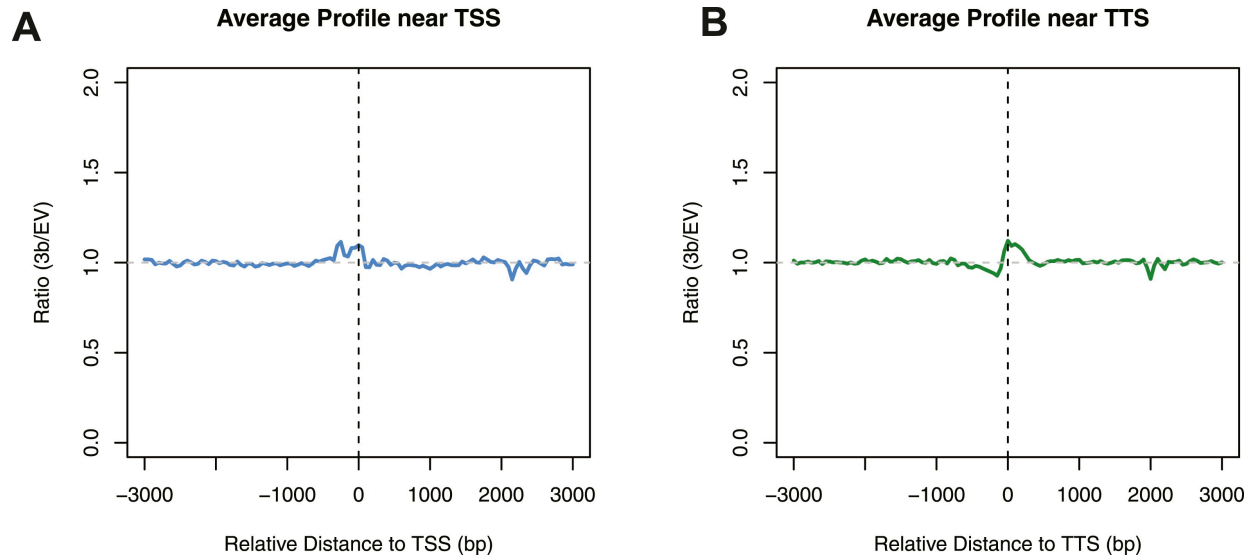 A
Average Profile near TSS
Ratio (3b/EV)
2.0
1.5
1.0
0.5
0.0
−3000 −1000 0 1000 2000 3000
Relative Distance to TSS (bp)
B
Average Profile near TTS
Ratio (3b/EV)
2.0
1.5
1.0
0.5
0.0
−3000 −1000 0 1000 2000 3000
Relative Distance to TTS (bp)